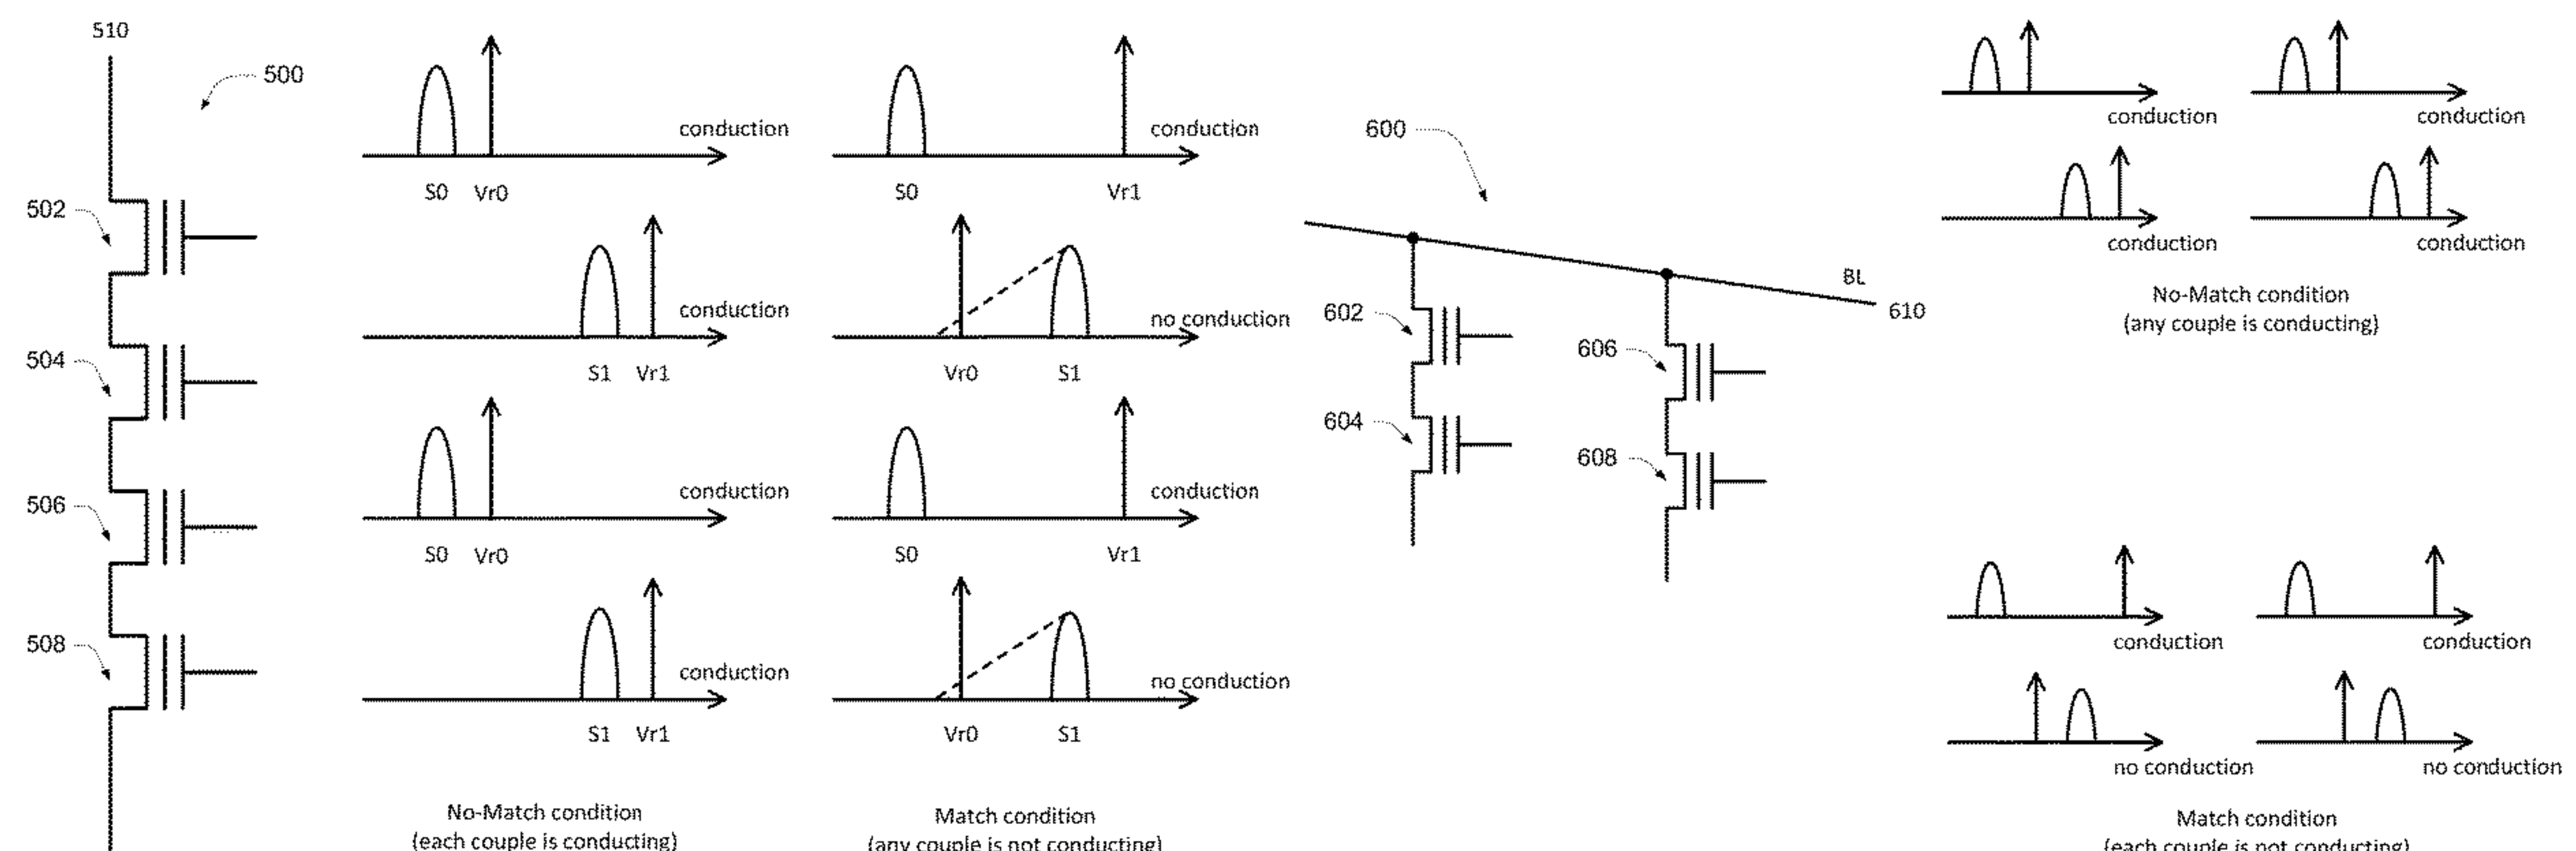 510
500
502
504
506
508
conduction
S0 Vr0
conduction
S1 Vr1
conduction
S0 Vr0
conduction
S1 Vr1
No-Match condition
(each couple is conducting)
conduction
S0 Vr1
no conduction
Vr0 S1
conduction
S0 Vr1
no conduction
Vr0 S1
Match condition
(any couple is not conducting)
600
BL
610
602
604
606
608
conduction conduction
conduction conduction
No-Match condition
(any couple is conducting)
conduction conduction
no conduction no conduction
Match condition
(each couple is not conducting)